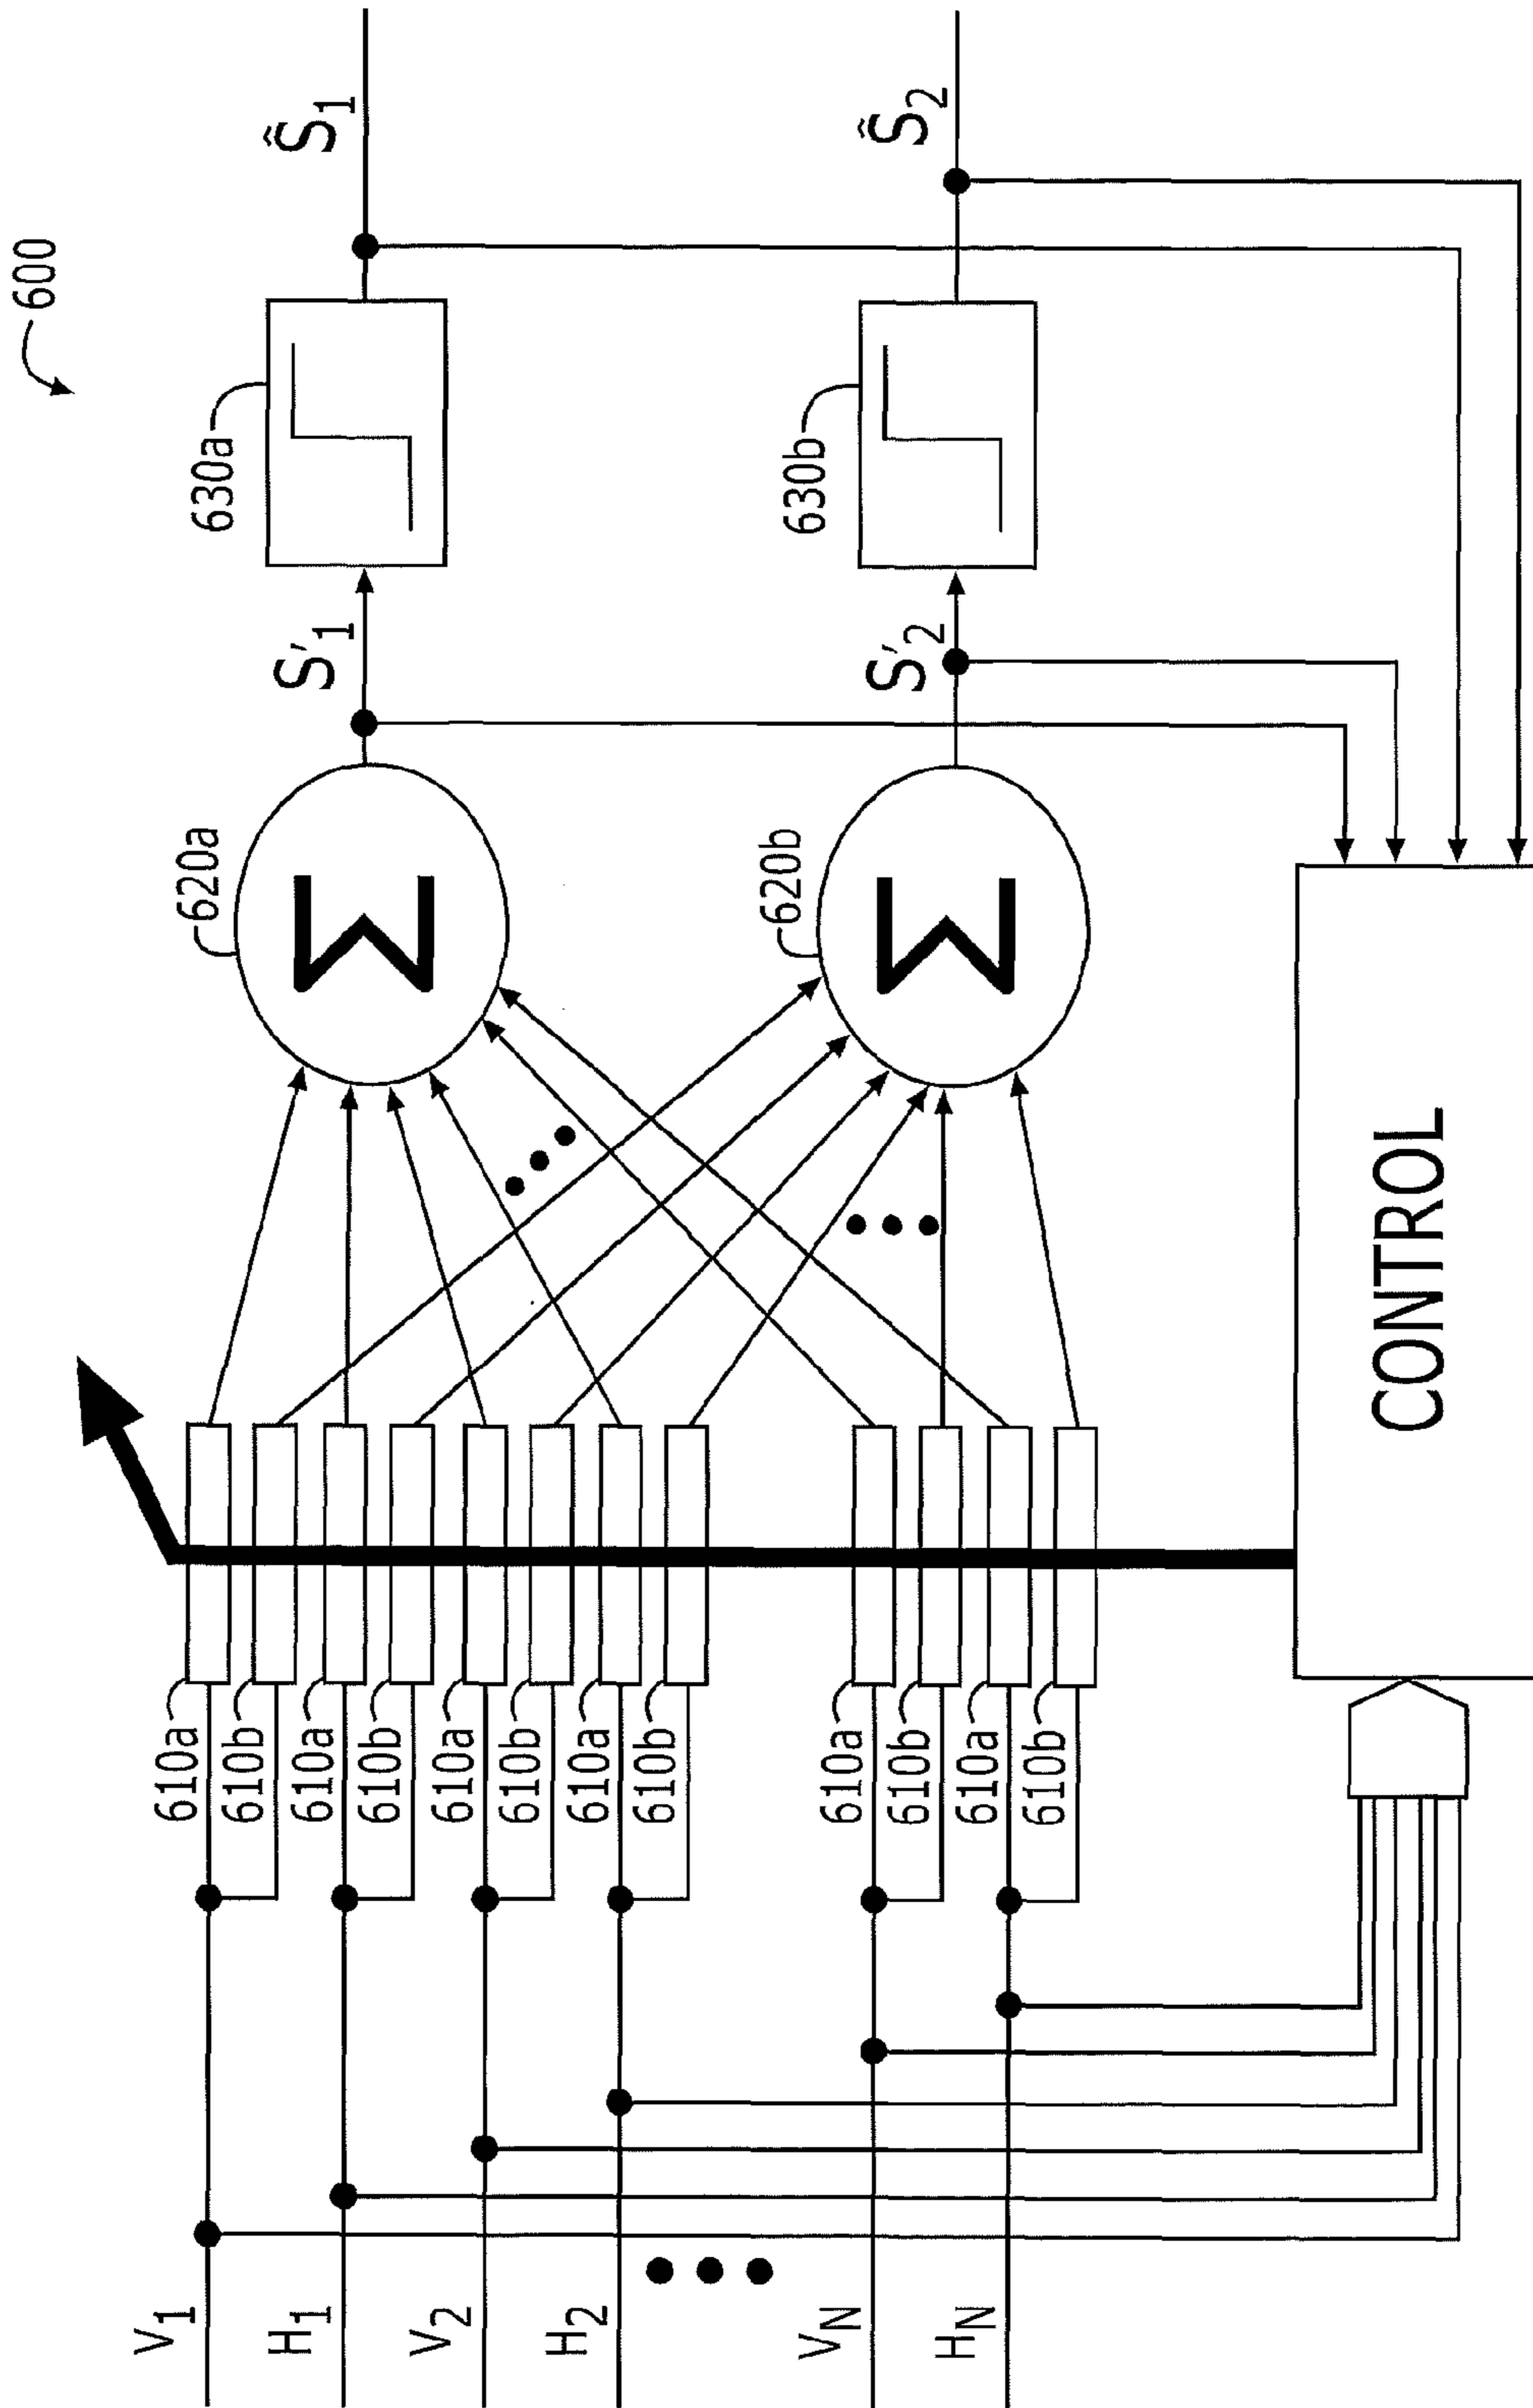 600
V1
H1
V2
H2
VN
HN
610a
610b
610a
610b
610a
610b
610a
610b
610a
610b
610a
610b
620a
Σ
620b
Σ
S'1
S'2
630a
630b
S̃1
S̃2
CONTROL